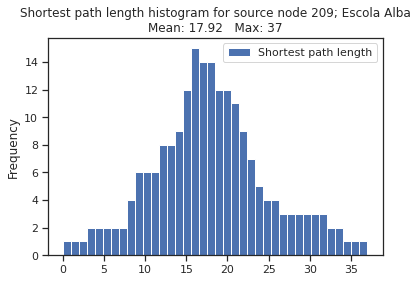 Shortest path length histogram for source node 209; Escola Alba
Mean: 17.92   Max: 37
Shortest path length
Frequency
14
12
10
8
6
4
2
0
0 5 10 15 20 25 30 35